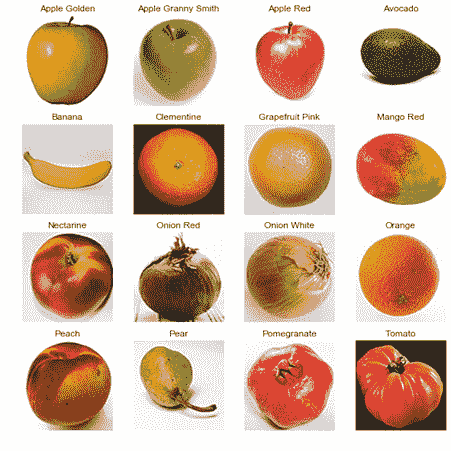 Apple Golden
Apple Granny Smith
Apple Red
Avocado
Banana
Clementine
Grapefruit Pink
Mango Red
Nectarine
Onion Red
Onion White
Orange
Peach
Pear
Pomegranate
Tomato